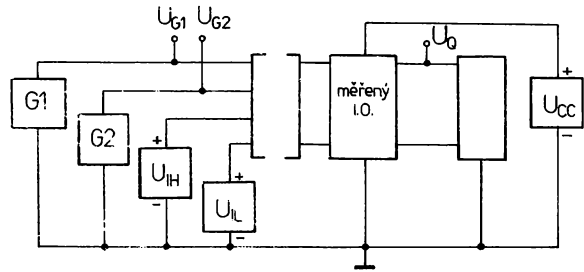 U_G1 U_G2
U_Q
G1
G2
+
U_IH
-
+
U_IL
-
měřený
I.O.
+
U_CC
-